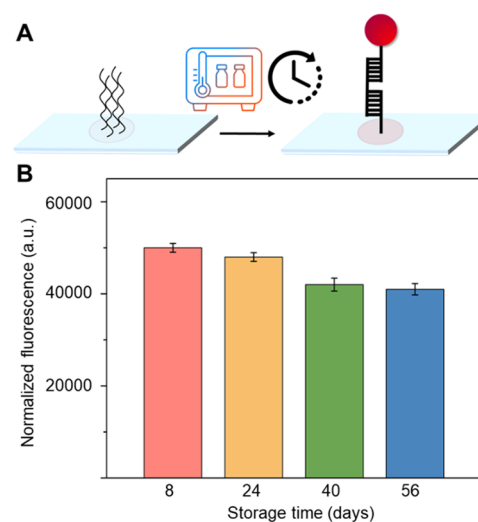 A
B
Normalized fluorescence (a.u.)
60000
40000
20000
8 24 40 56
Storage time (days)